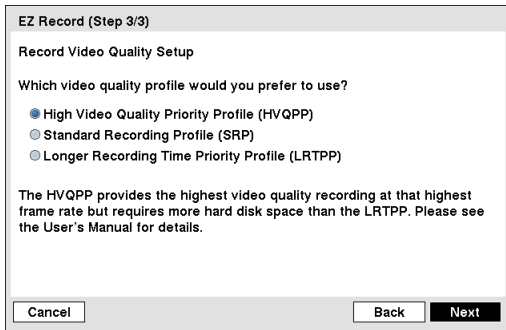 EZ Record (Step 3/3)
Record Video Quality Setup
Which video quality profile would you prefer to use?
High Video Quality Priority Profile (HVQPP)
Standard Recording Profile (SRP)
Longer Recording Time Priority Profile (LRTPP)
The HVQPP provides the highest video quality recording at that highest
frame rate but requires more hard disk space than the LRTPP. Please see
the User's Manual for details.
Cancel Back Next